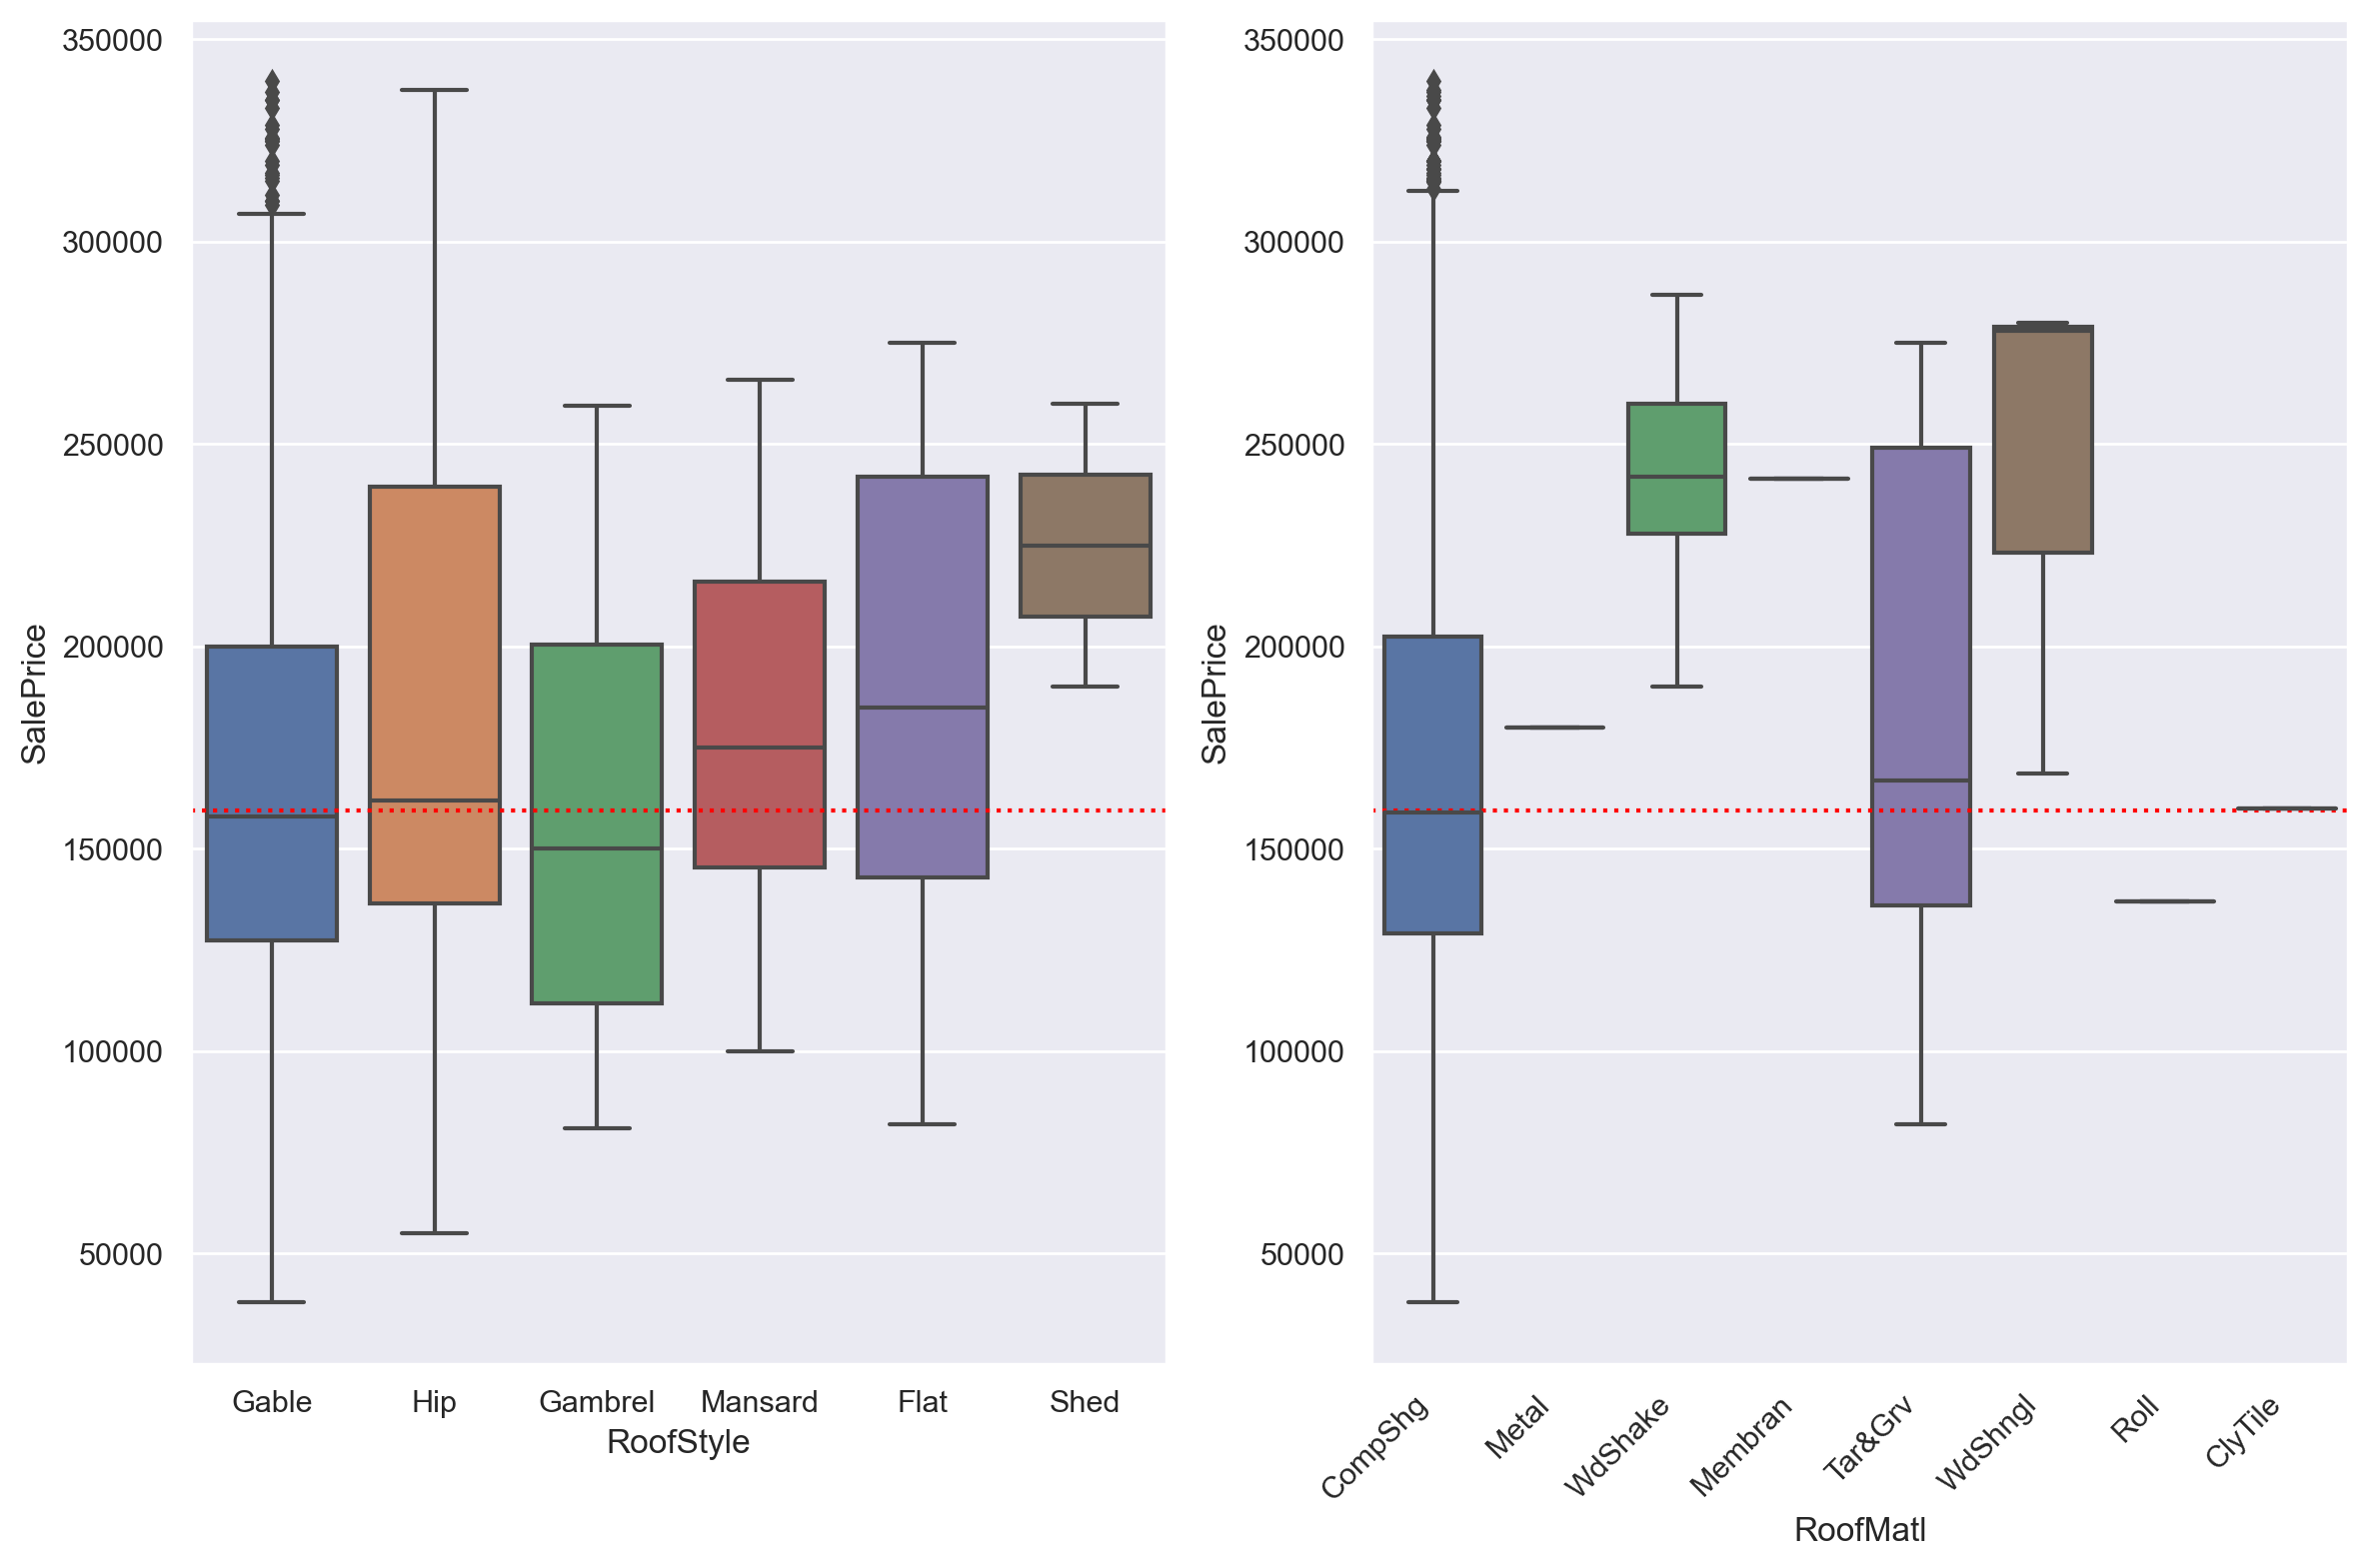 350000
300000
250000
200000
150000
100000
50000
SalePrice
Gable Hip Gambrel Mansard Flat Shed
RoofStyle
350000
300000
250000
200000
150000
100000
50000
SalePrice
CompShg Metal WdShake Membran Tar&Grv WdShngl Roll ClyTile
RoofMatl